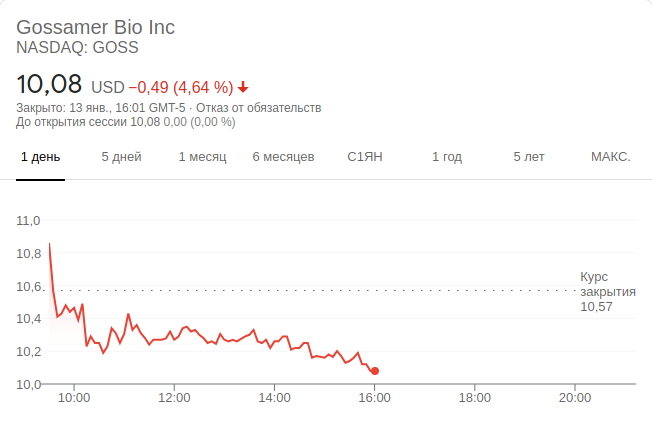 Gossamer Bio Inc
NASDAQ: GOSS
10,08 USD −0,49 (4,64 %)
Закрыто: 13 янв., 16:01 GMT-5 · Отказ от обязательств
До открытия сессии 10,08 0,00 (0,00 %)
1 день 5 дней 1 месяц 6 месяцев С1ЯН 1 год 5 лет МАКС.
11,0
10,8
10,6
10,4
10,2
10,0
Курс
закрытия
10,57
10:00 12:00 14:00 16:00 18:00 20:00